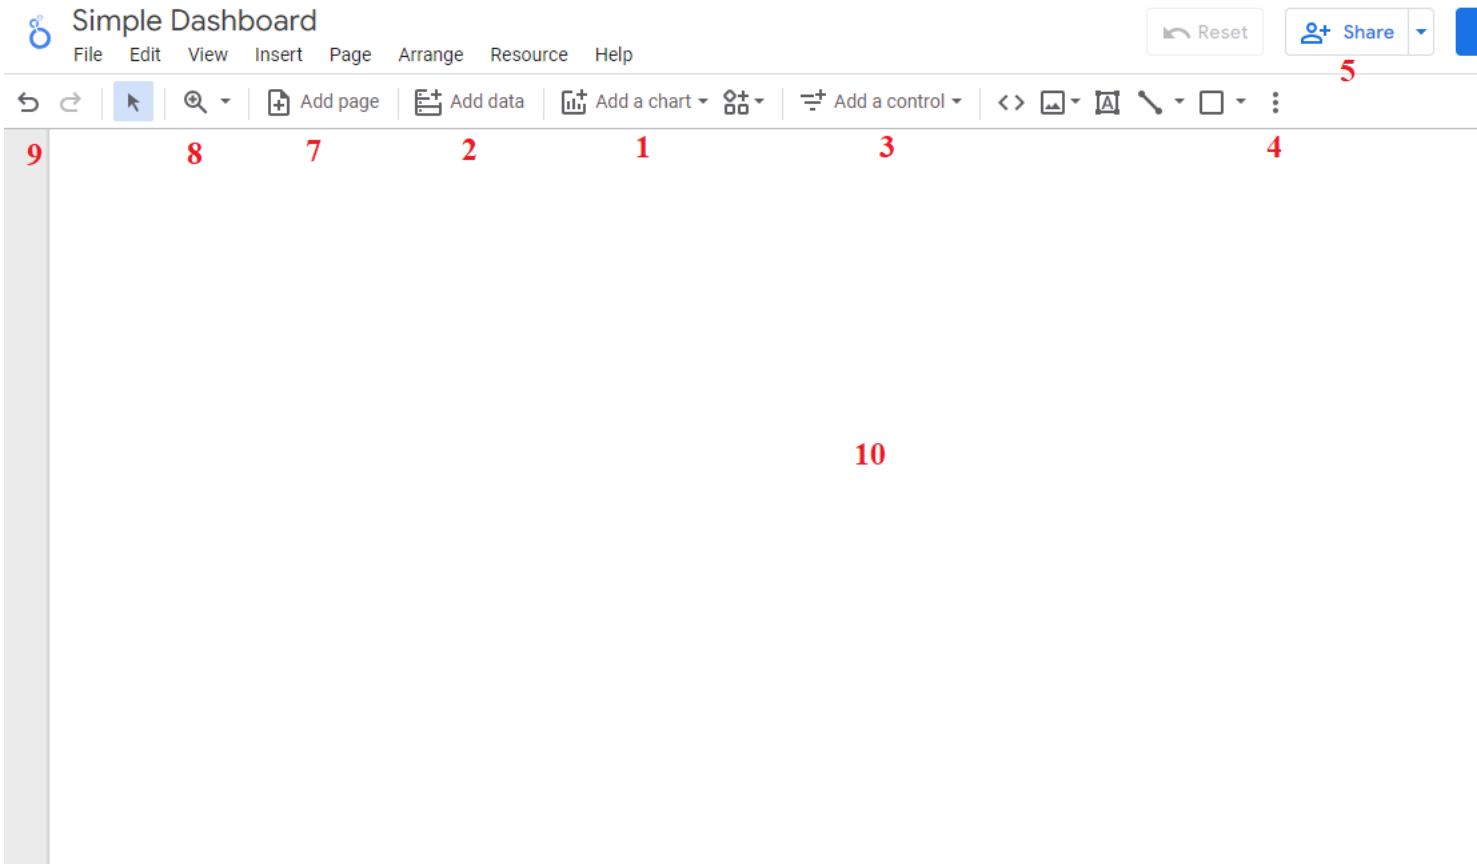 Simple Dashboard
Reset
Share
File Edit View Insert Page Arrange Resource Help
5
Add page Add data Add a chart Add a control A
9 8 7 2 1 3 4
10